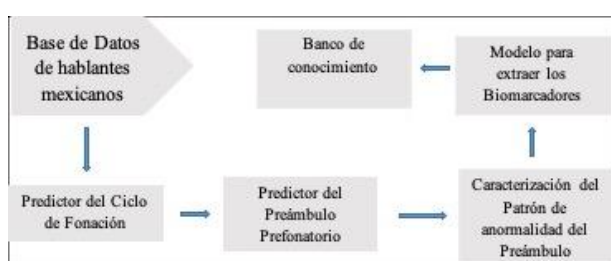 Base de Datos
de hablantes
mexicanos
Predictor del Ciclo
de Fonación
Predictor del
Preámbulo
Prefonatorio
Caracterización del
Patrón de
anormalidad del
Preámbulo
Modelo para
extraer los
Biomarcadores
Banco de
conocimiento